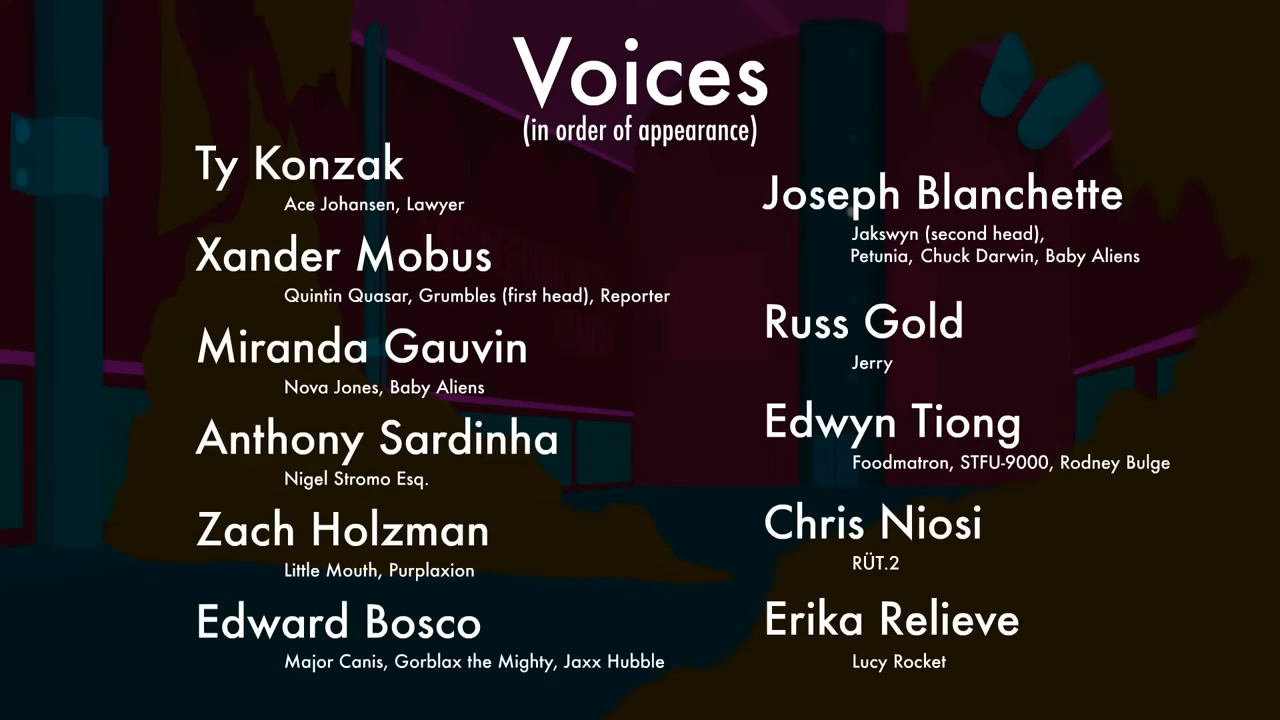 Voices
(in order of appearance)
Ty Konzak
Ace Johansen, Lawyer
Xander Mobus
Quintin Quasar, Grumbles (first head), Reporter
Miranda Gauvin
Nova Jones, Baby Aliens
Anthony Sardinha
Nigel Stromo Esq.
Zach Holzman
Little Mouth, Purplaxion
Edward Bosco
Major Canis, Gorblax the Mighty, Jaxx Hubble
Joseph Blanchette
Jakswyn (second head),
Petunia, Chuck Darwin, Baby Aliens
Russ Gold
Jerry
Edwyn Tiong
Foodmatron, STFU-9000, Rodney Bulge
Chris Niosi
RÜT.2
Erika Relieve
Lucy Rocket